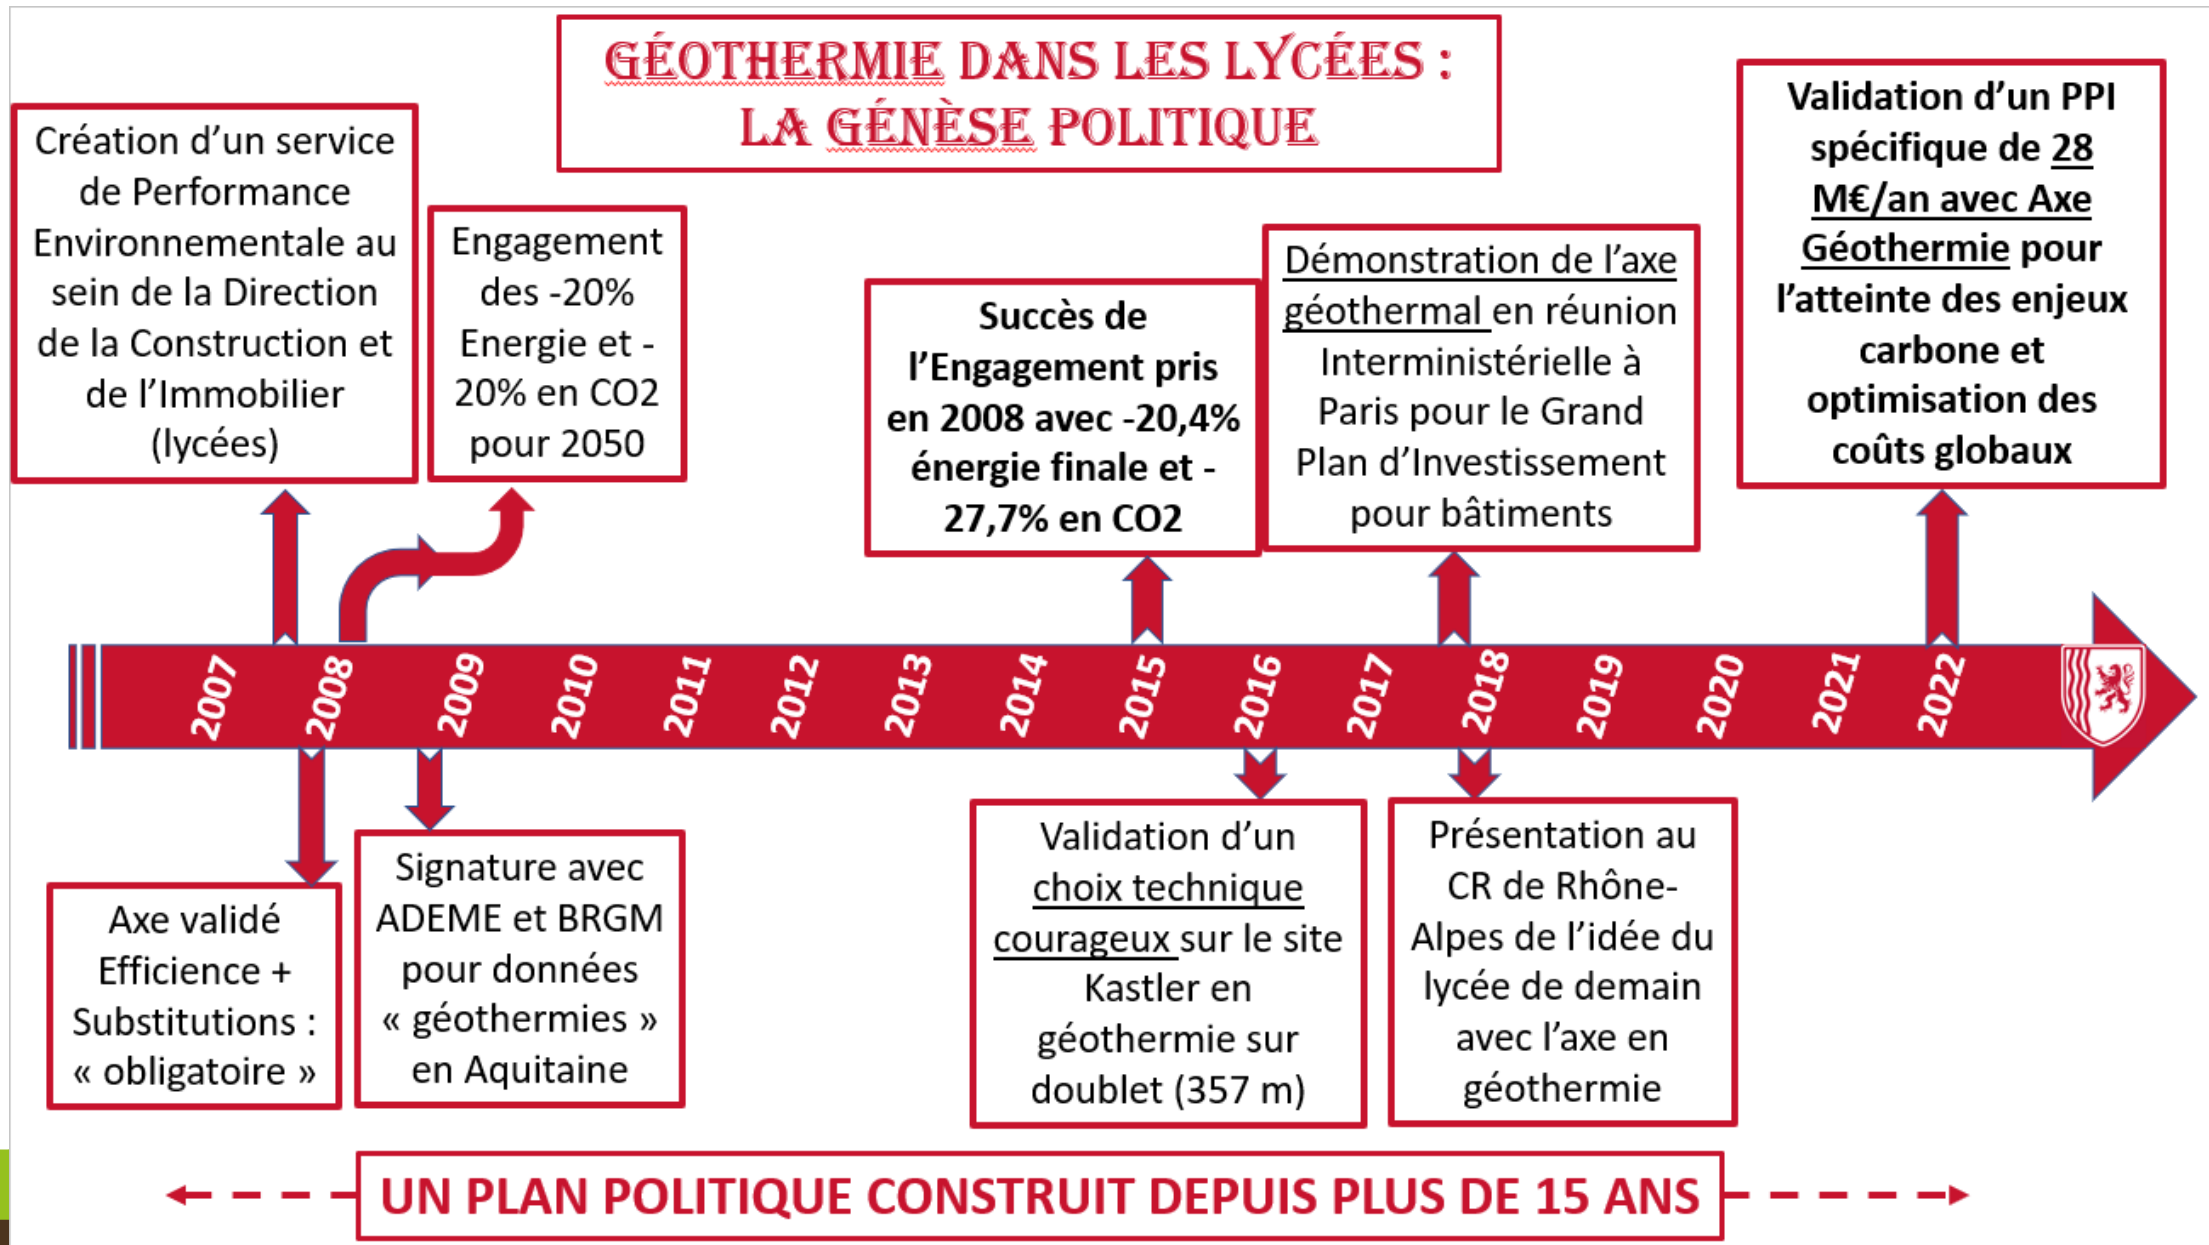 GÉOTHERMIE DANS LES LYCÉES :
LA GÉNÈSE POLITIQUE
Création d’un service
de Performance
Environnementale au
sein de la Direction
de la Construction et
de l’Immobilier
(lycées)
Engagement
des -20%
Energie et -
20% en CO2
pour 2050
Succès de
l’Engagement pris
en 2008 avec -20,4%
énergie finale et -
27,7% en CO2
Démonstration de l’axe
géothermal en réunion
Interministérielle à
Paris pour le Grand
Plan d’Investissement
pour bâtiments
Validation d’un PPI
spécifique de 28
M€/an avec Axe
Géothermie pour
l’atteinte des enjeux
carbone et
optimisation des
coûts globaux
2007
2008
2009
2010
2011
2012
2013
2014
2015
2016
2017
2018
2019
2020
2021
2022
Axe validé
Efficience +
Substitutions :
« obligatoire »
Signature avec
ADEME et BRGM
pour données
« géothermies »
en Aquitaine
Validation d’un
choix technique
courageux sur le site
Kastler en
géothermie sur
doublet (357 m)
Présentation au
CR de Rhône-
Alpes de l’idée du
lycée de demain
avec l’axe en
géothermie
UN PLAN POLITIQUE CONSTRUIT DEPUIS PLUS DE 15 ANS